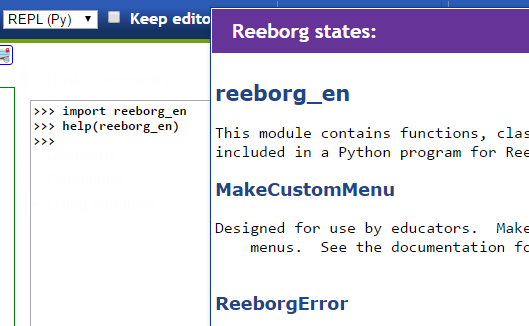 REPL (Py)
Keep edito
Reeborg states:
>>> import reeborg_en
>>> help(reeborg_en)
>>>
reeborg_en
This module contains functions, clas
included in a Python program for Ree
MakeCustomMenu
Designed for use by educators.  Make
menus.  See the documentation fo
ReeborgError